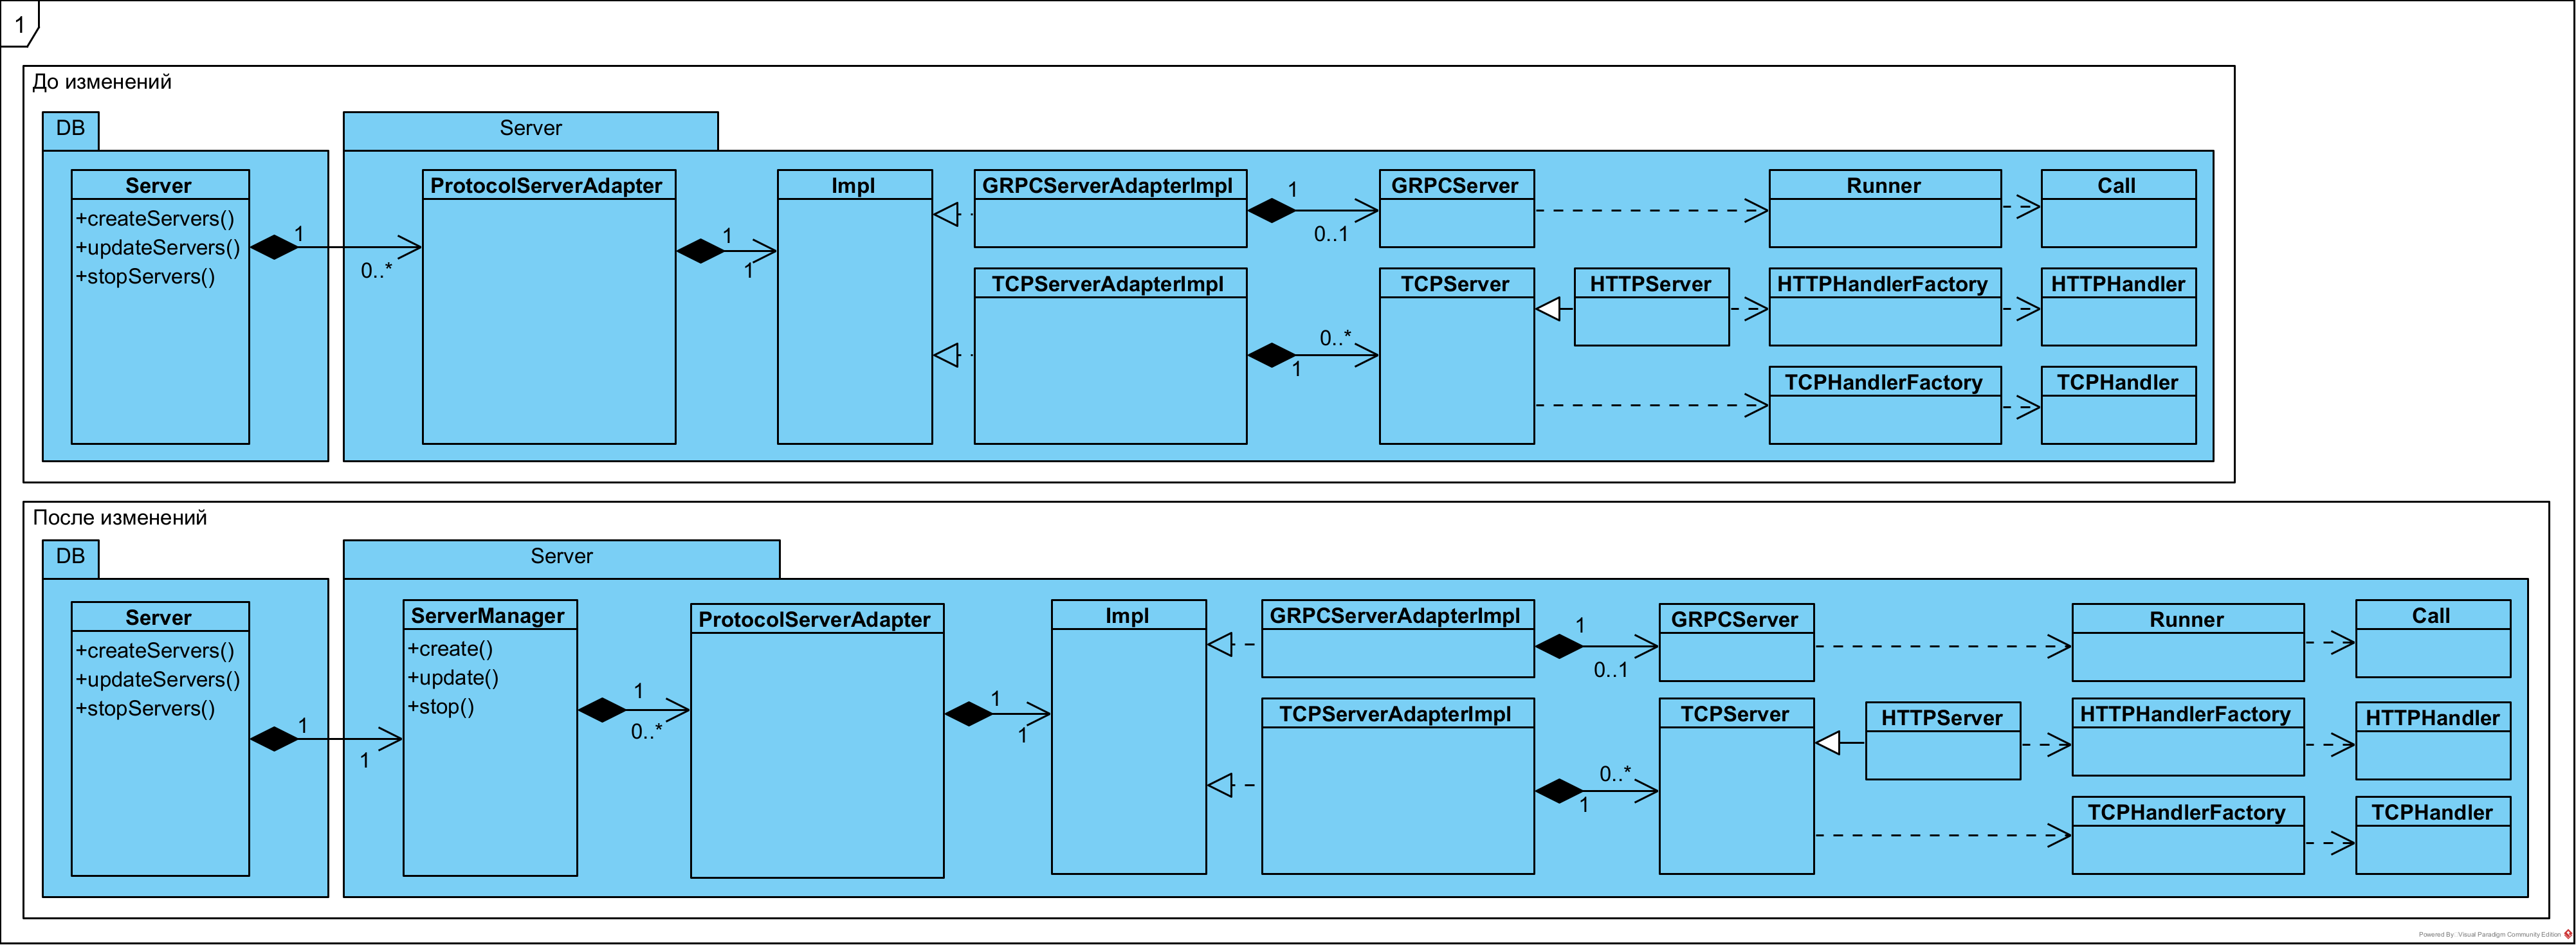 1
До изменений
DB
Server
Server
+createServers()
+updateServers()
+stopServers()
1
0..*
ProtocolServerAdapter
1
1
Impl
GRPCServerAdapterImpl
1
0..1
GRPCServer
Runner
Call
TCPServerAdapterImpl
0..*
1
TCPServer
HTTPServer
HTTPHandlerFactory
HTTPHandler
TCPHandlerFactory
TCPHandler
После изменений
DB
Server
Server
+createServers()
+updateServers()
+stopServers()
1
1
ServerManager
+create()
+update()
+stop()
1
0..*
ProtocolServerAdapter
1
1
Impl
GRPCServerAdapterImpl
1
0..1
GRPCServer
Runner
Call
TCPServerAdapterImpl
0..*
1
TCPServer
HTTPServer
HTTPHandlerFactory
HTTPHandler
TCPHandlerFactory
TCPHandler
Powered By: Visual Paradigm Community Edition